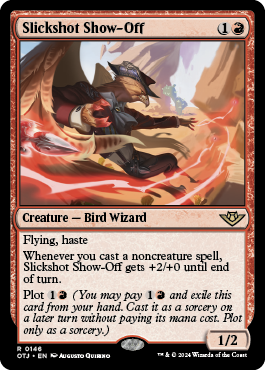 Slickshot Show-Off 1
Creature — Bird Wizard
Flying, haste
Whenever you cast a noncreature spell,
Slickshot Show-Off gets +2/+0 until end
of turn.
Plot 1 (You may pay 1 and exile this
card from your hand. Cast it as a sorcery on
a later turn without paying its mana cost. Plot
only as a sorcery.)
1/2
R 0146
OTJ • EN Augusto Quirino
™ & © 2024 Wizards of the Coast